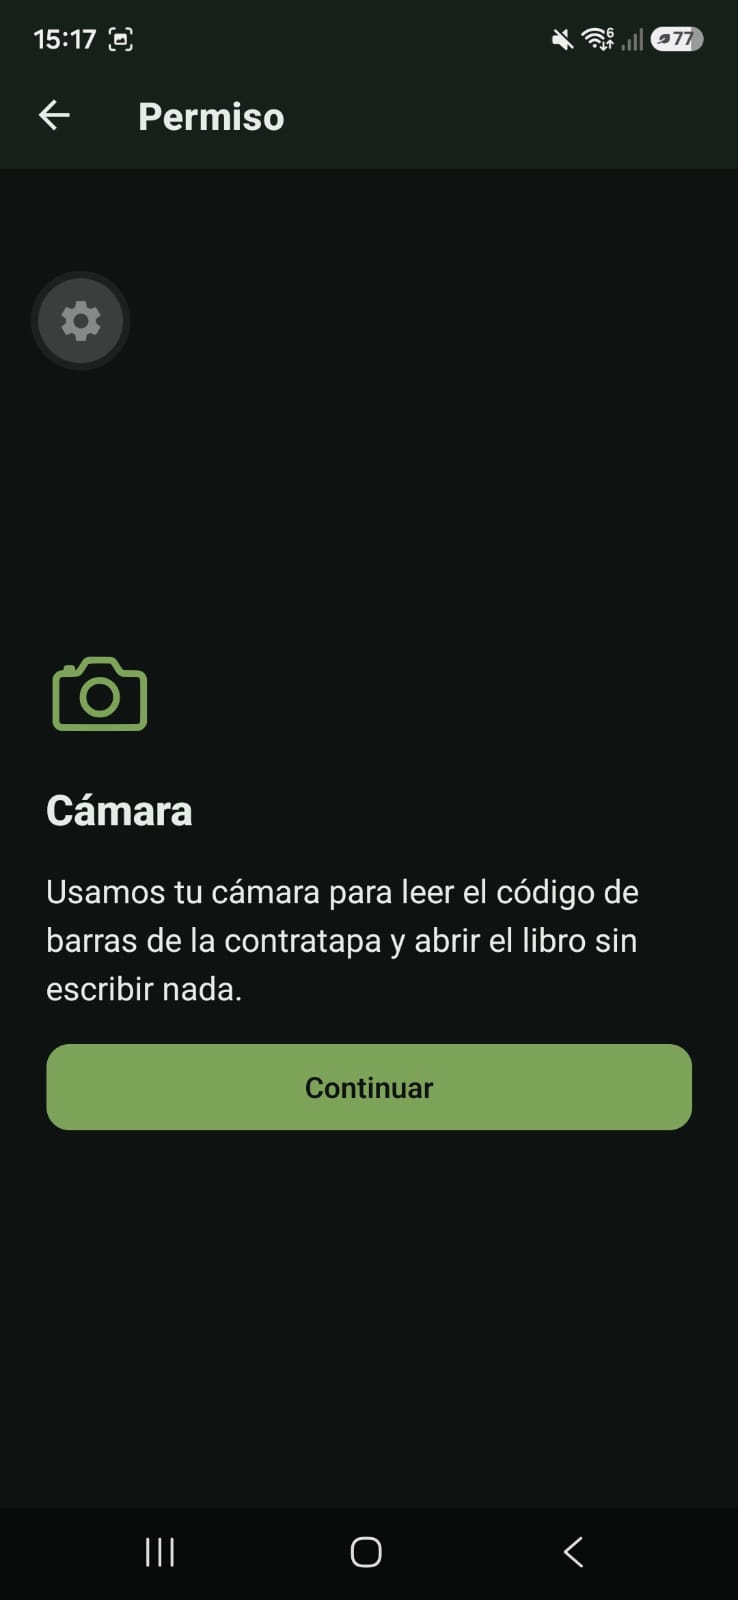 15:17
6
77
Permiso
Cámara
Usamos tu cámara para leer el código de
barras de la contratapa y abrir el libro sin
escribir nada.
Continuar